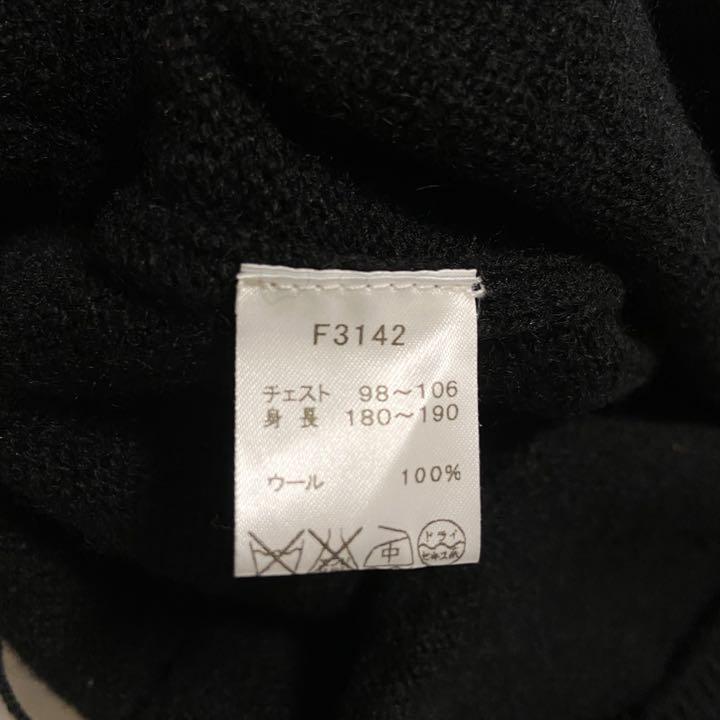 F3142
チェスト 98～106
身長 180～190
ウール 100%
中
ドライ